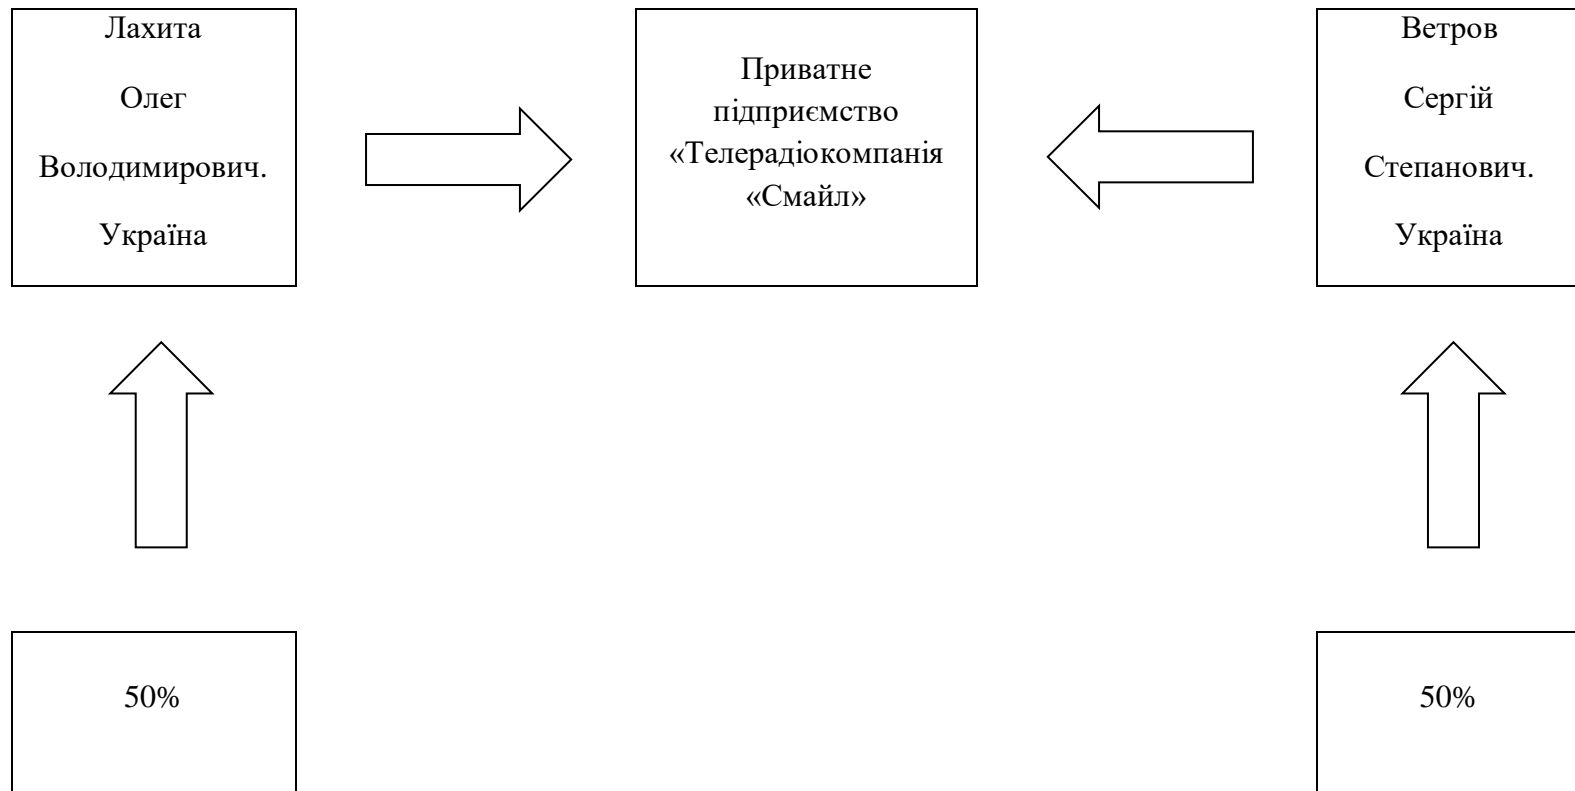 Лахита
Олег
Володимирович.
Україна
Приватне
підприємство
«Телерадіокомпанія
«Смайл»
Ветров
Сергій
Степанович.
Україна
50%
50%